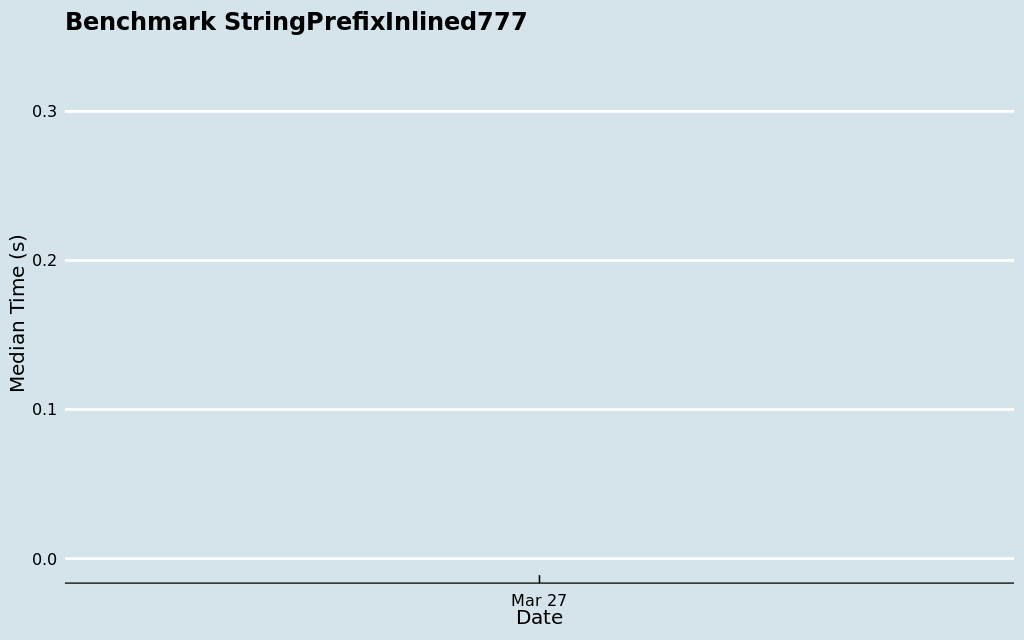 Benchmark StringPrefixInlined777
Median Time (s)
0.3
0.2
0.1
0.0
Mar 27
Date